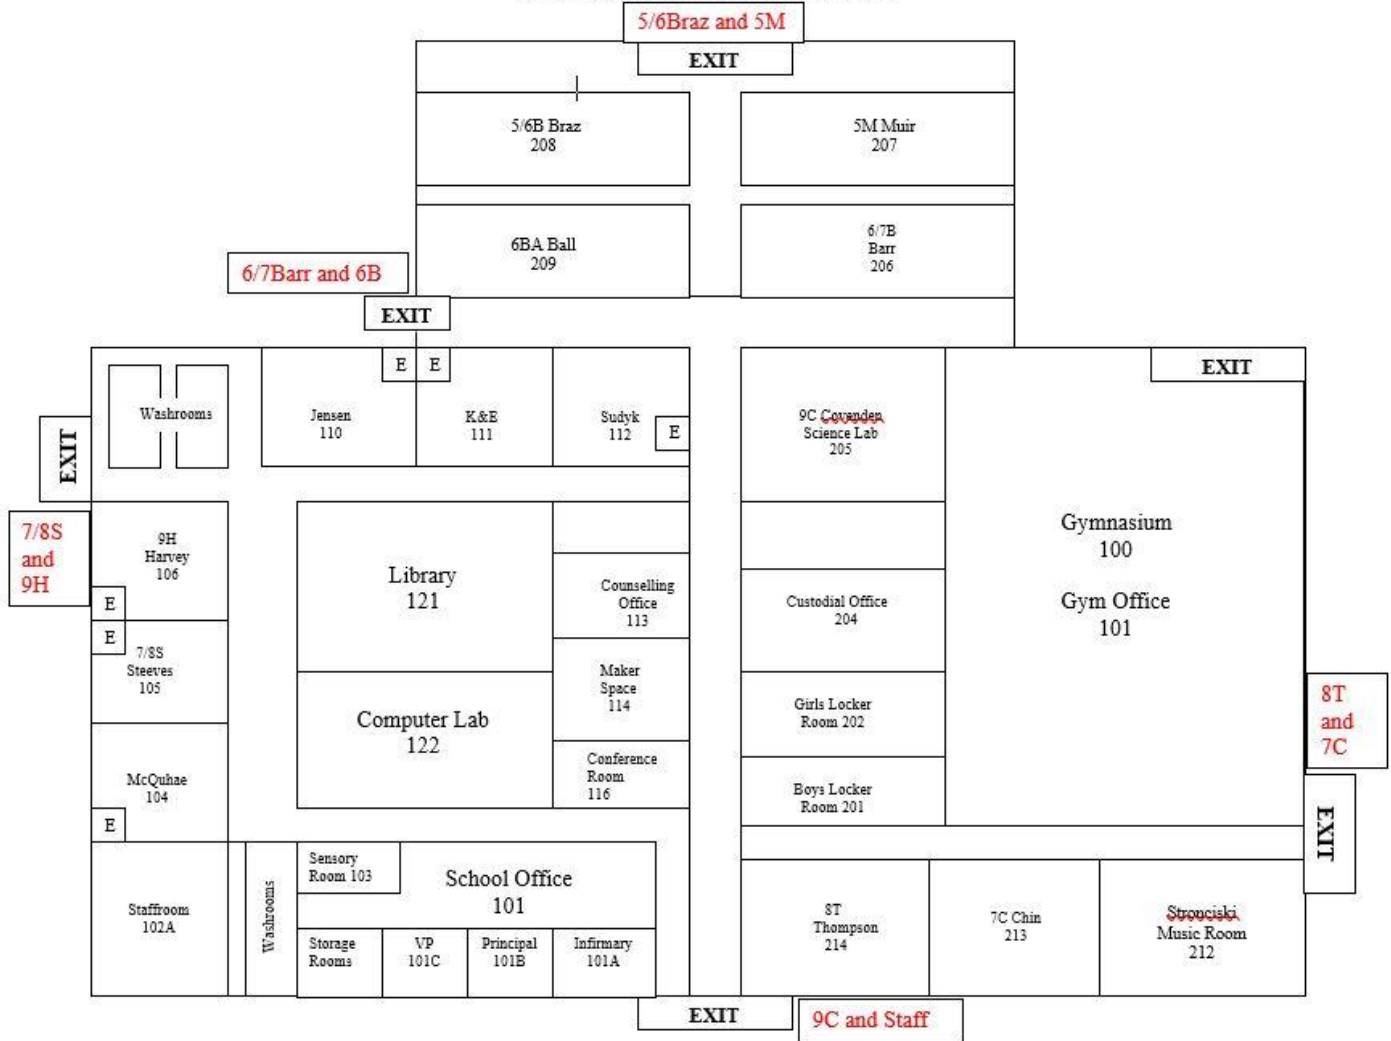 5/6Braz and 5M
EXIT
5/6B Braz
208
5M Muir
207
6BA Ball
209
6/7B
Barr
206
6/7Barr and 6B
EXIT
E
E
Washrooms
Jensen
110
K&E
111
Sudyk
112
E
9C Covenden
Science Lab
205
EXIT
EXIT
7/8S
and
9H
9H
Harvey
106
E
E
7/8S
Steeves
105
Library
121
Counselling
Office
113
Custodial Office
204
Gymnasium
100
Gym Office
101
Maker
Space
114
Girls Locker
Room 202
8T
and
7C
Computer Lab
122
McQuhae
104
E
Conference
Room
116
Boys Locker
Room 201
EXIT
Sensory
Room 103
School Office
101
Staffroom
102A
Washrooms
Storage
Rooms
VP
101C
Principal
101B
Infirmary
101A
8T
Thompson
214
7C Chin
213
Stronciski
Music Room
212
EXIT
9C and Staff